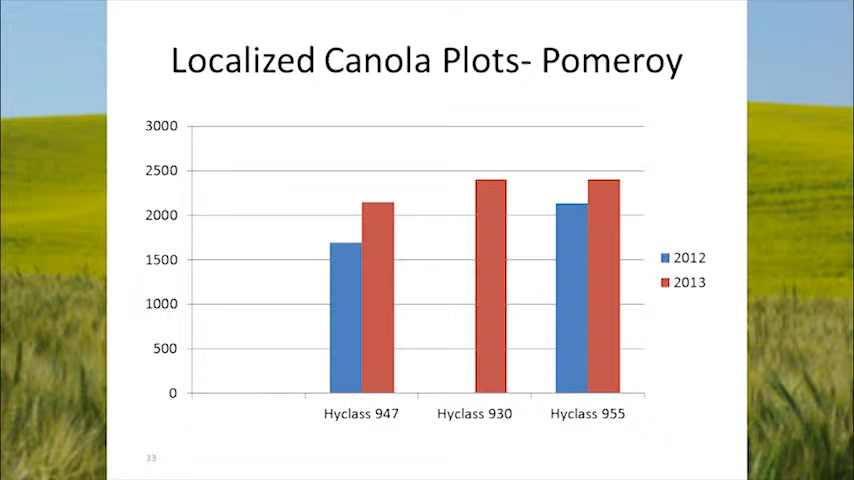 Localized Canola Plots- Pomeroy
3000
2500
2000
1500
1000
500
0
Hyclass 947
Hyclass 930
Hyclass 955
2012
2013
33